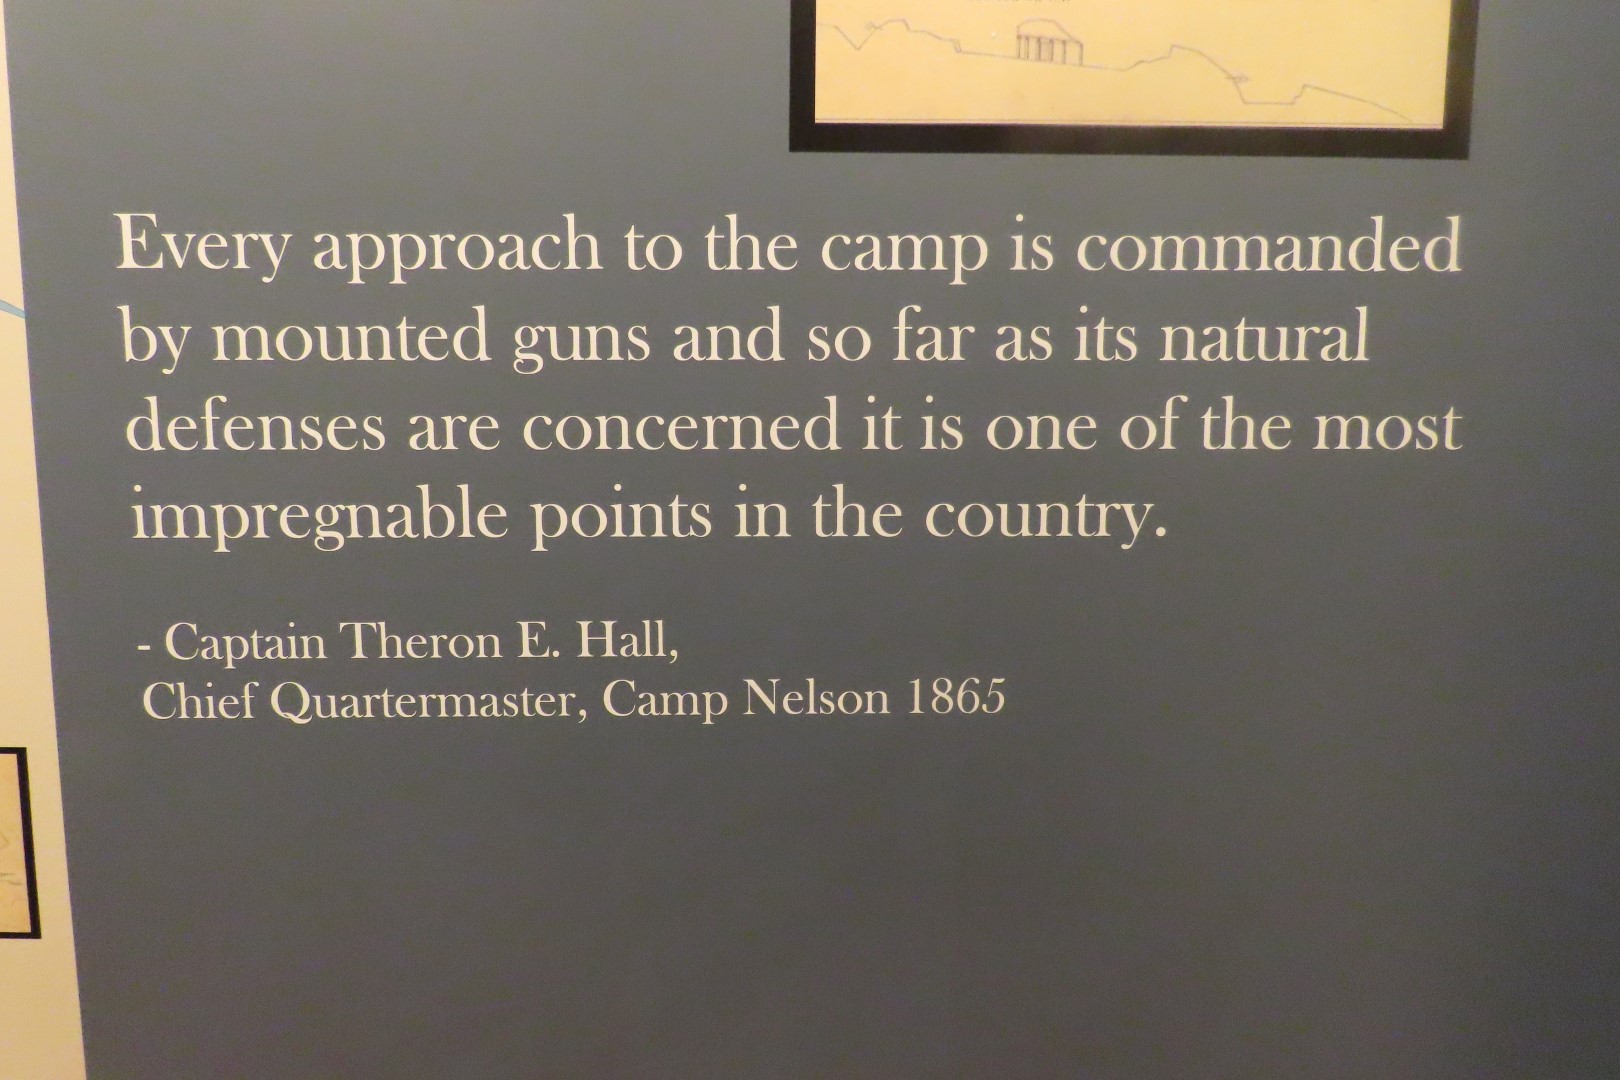 Every approach to the camp is commanded
by mounted guns and so far as its natural
defenses are concerned it is one of the most
impregnable points in the country.
- Captain Theron E. Hall,
Chief Quartermaster, Camp Nelson 1865